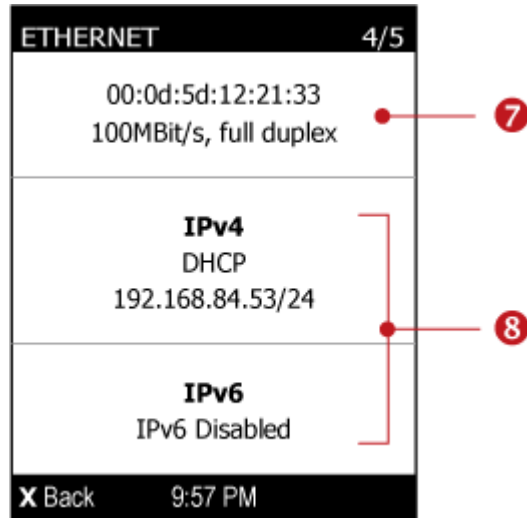 ETHERNET 4/5
00:0d:5d:12:21:33
100MBit/s, full duplex
7
IPv4
DHCP
192.168.84.53/24
8
IPv6
IPv6 Disabled
X Back 9:57 PM